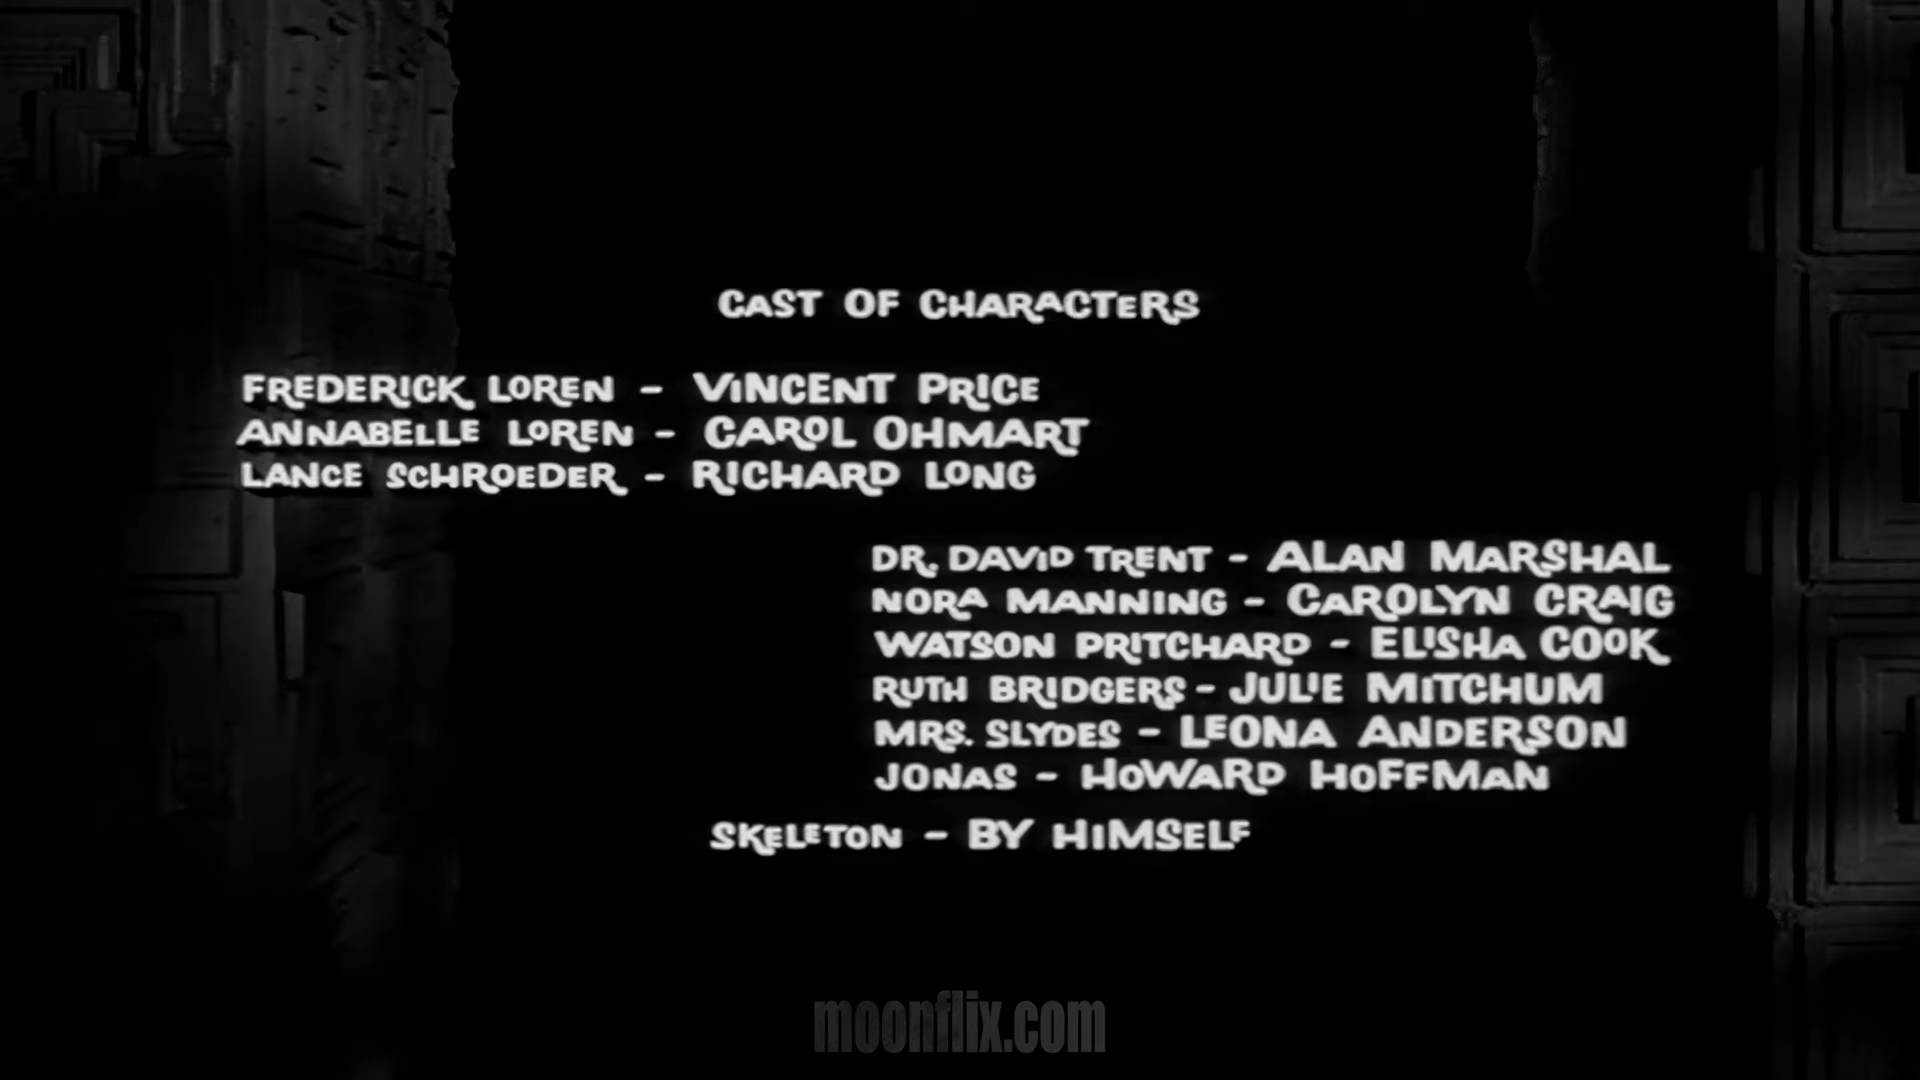 CAST OF CHARACTERS
FREDERICK LOREN - VINCENT PRICE
ANNABELLE LOREN - CAROL OHMART
LANCE SCHROEDER - RICHARD LONG
DR. DAVID TRENT - ALAN MARSHAL
NORA MANNING - CAROLYN CRAIG
WATSON PRITCHARD - ELISHA COOK
RUTH BRIDGERS - JULIE MITCHUM
MRS. SLYDES - LEONA ANDERSON
JONAS - HOWARD HOFFMAN
SKELETON - BY HIMSELF
moonflix.com